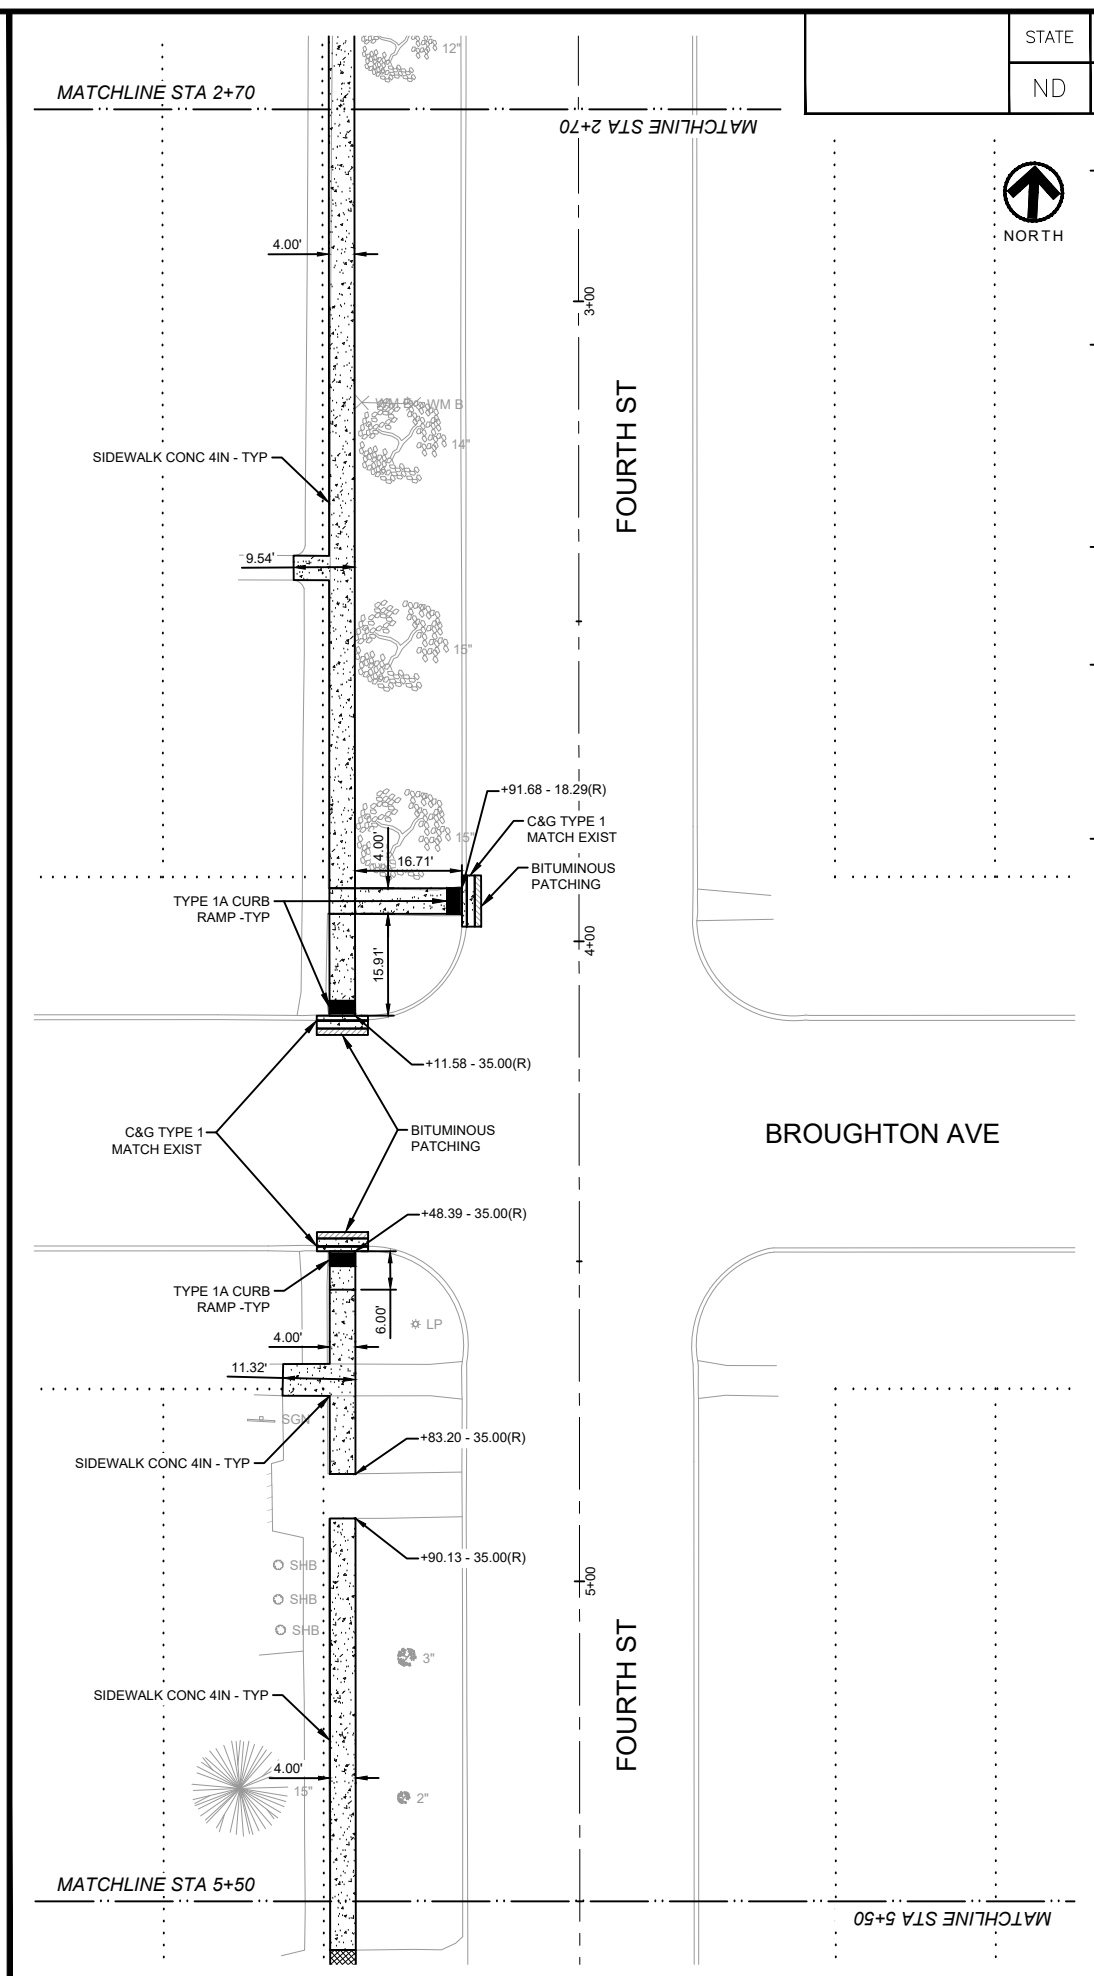 12"
STATE
ND
MATCHLINE STA 2+70
MATCHLINE STA 2+70
NORTH
4.00'
3+00
FOURTH ST
WM B
WM B
14"
SIDEWALK CONC 4IN - TYP
9.54'
15"
+91.68 - 18.29(R)
C&G TYPE 1
MATCH EXIST
15"
4.00'
16.71'
BITUMINOUS
PATCHING
TYPE 1A CURB
RAMP -TYP
4+00
15.91'
+11.58 - 35.00(R)
C&G TYPE 1
MATCH EXIST
BITUMINOUS
PATCHING
BROUGHTON AVE
+48.39 - 35.00(R)
TYPE 1A CURB
RAMP -TYP
6.00'
LP
4.00'
11.32'
SGN
+83.20 - 35.00(R)
SIDEWALK CONC 4IN - TYP
+90.13 - 35.00(R)
SHB
5+00
SHB
SHB
3"
FOURTH ST
SIDEWALK CONC 4IN - TYP
4.00'
15"
2"
MATCHLINE STA 5+50
MATCHLINE STA 5+50